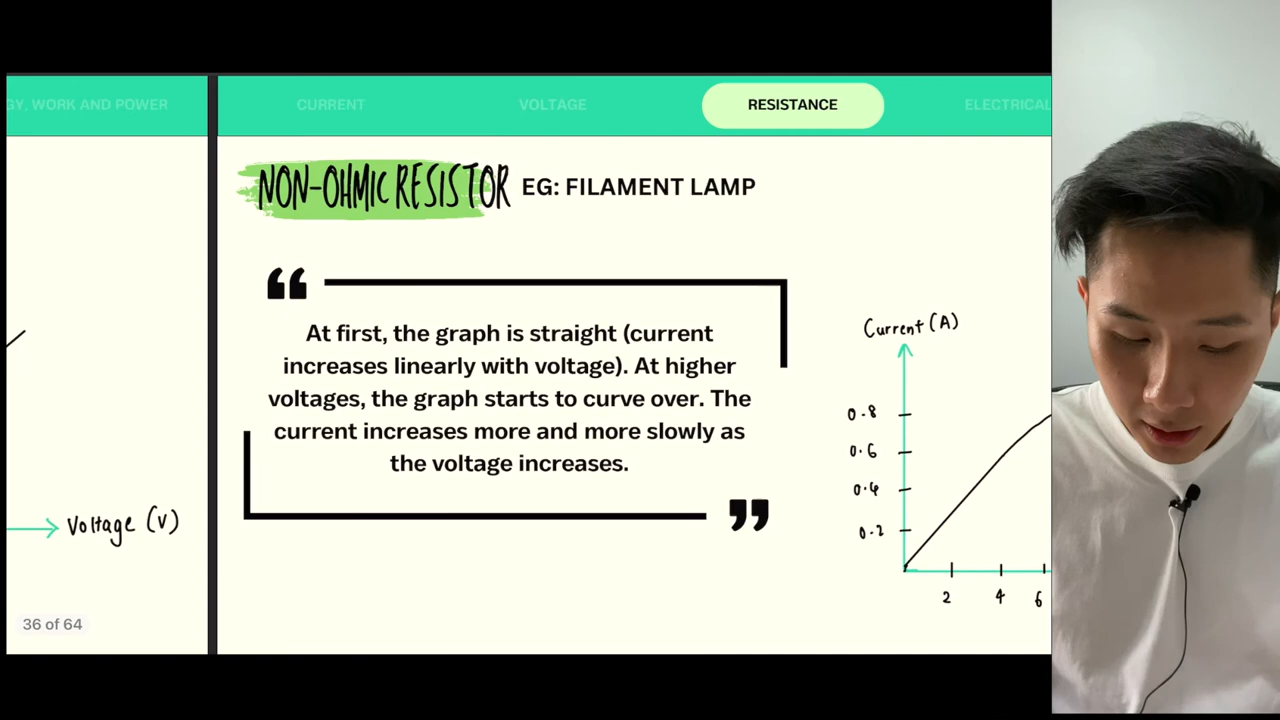 GY, WORK AND POWER
CURRENT
VOLTAGE
RESISTANCE
ELECTRICAL
NON-OHMIC RESISTOR EG: FILAMENT LAMP
“
At first, the graph is straight (current
increases linearly with voltage). At higher
voltages, the graph starts to curve over. The
current increases more and more slowly as
the voltage increases.
”
Voltage (V)
36 of 64
Current (A)
0.8
0.6
0.4
0.2
2 4 6